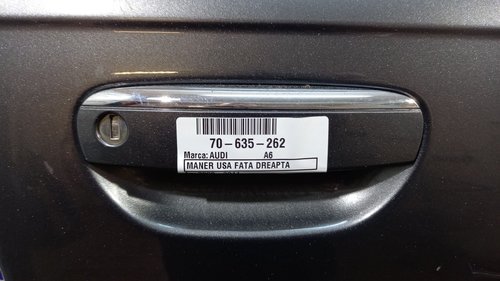 70-635-262
Marca: AUDI A6
MANER USA FATA DREAPTA